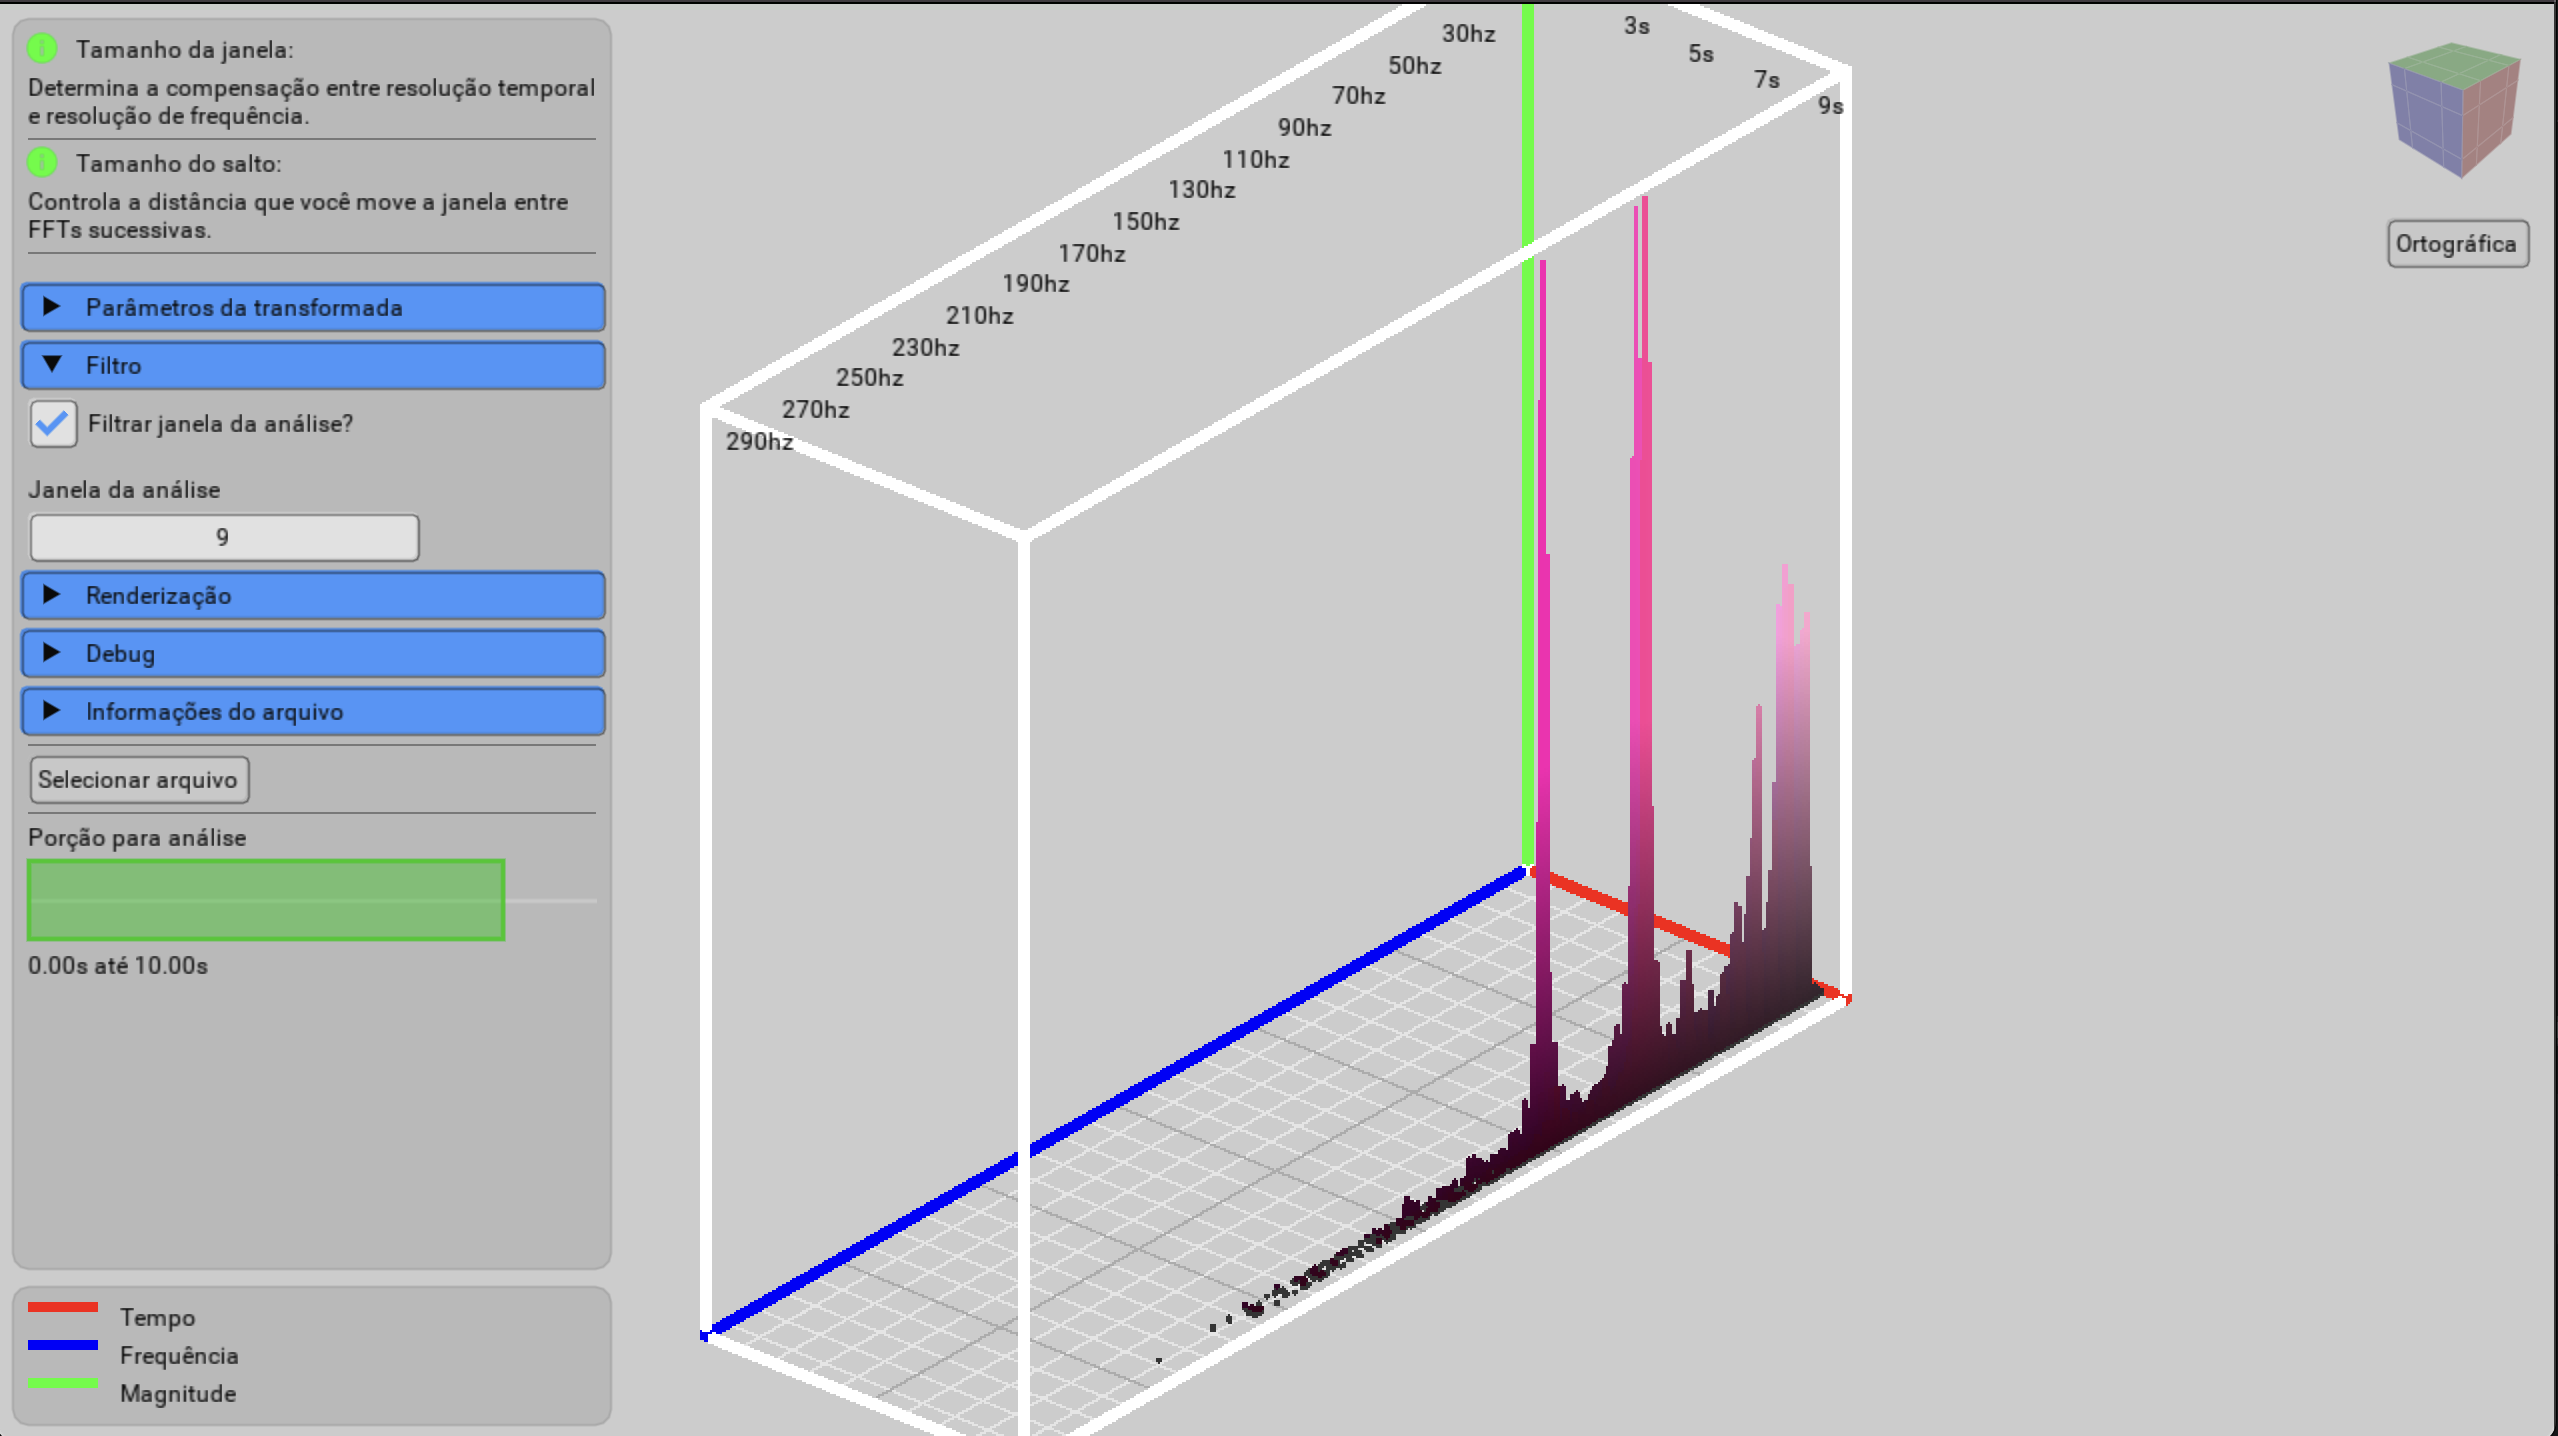 Tamanho da janela:
Determina a compensação entre resolução temporal
e resolução de frequência.
Tamanho do salto:
Controla a distância que você move a janela entre
FFTs sucessivas.
Parâmetros da transformada
Filtro
Filtrar janela da análise?
Janela da análise
9
Renderização
Debug
Informações do arquivo
Selecionar arquivo
Porção para análise
0.00s até 10.00s
Tempo
Frequência
Magnitude
30hz
50hz
70hz
90hz
110hz
130hz
150hz
170hz
190hz
210hz
230hz
250hz
270hz
290hz
3s
5s
7s
9s
Ortográfica